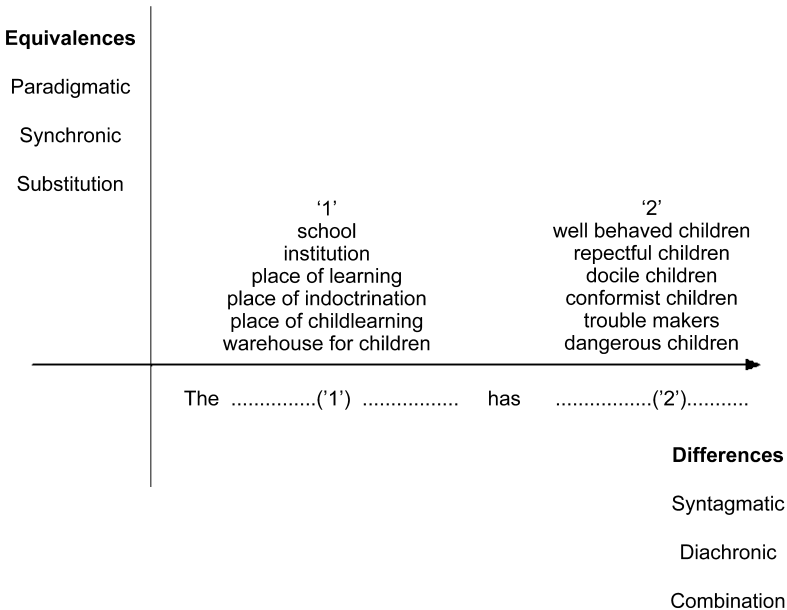 Equivalences
Paradigmatic
Synchronic
Substitution
‘1’
school
institution
place of learning
place of indoctrination
place of childlearning
warehouse for children
‘2’
well behaved children
repectful children
docile children
conformist children
trouble makers
dangerous children
The ...............(’1’) ................. has .................(’2’)...........
Differences
Syntagmatic
Diachronic
Combination